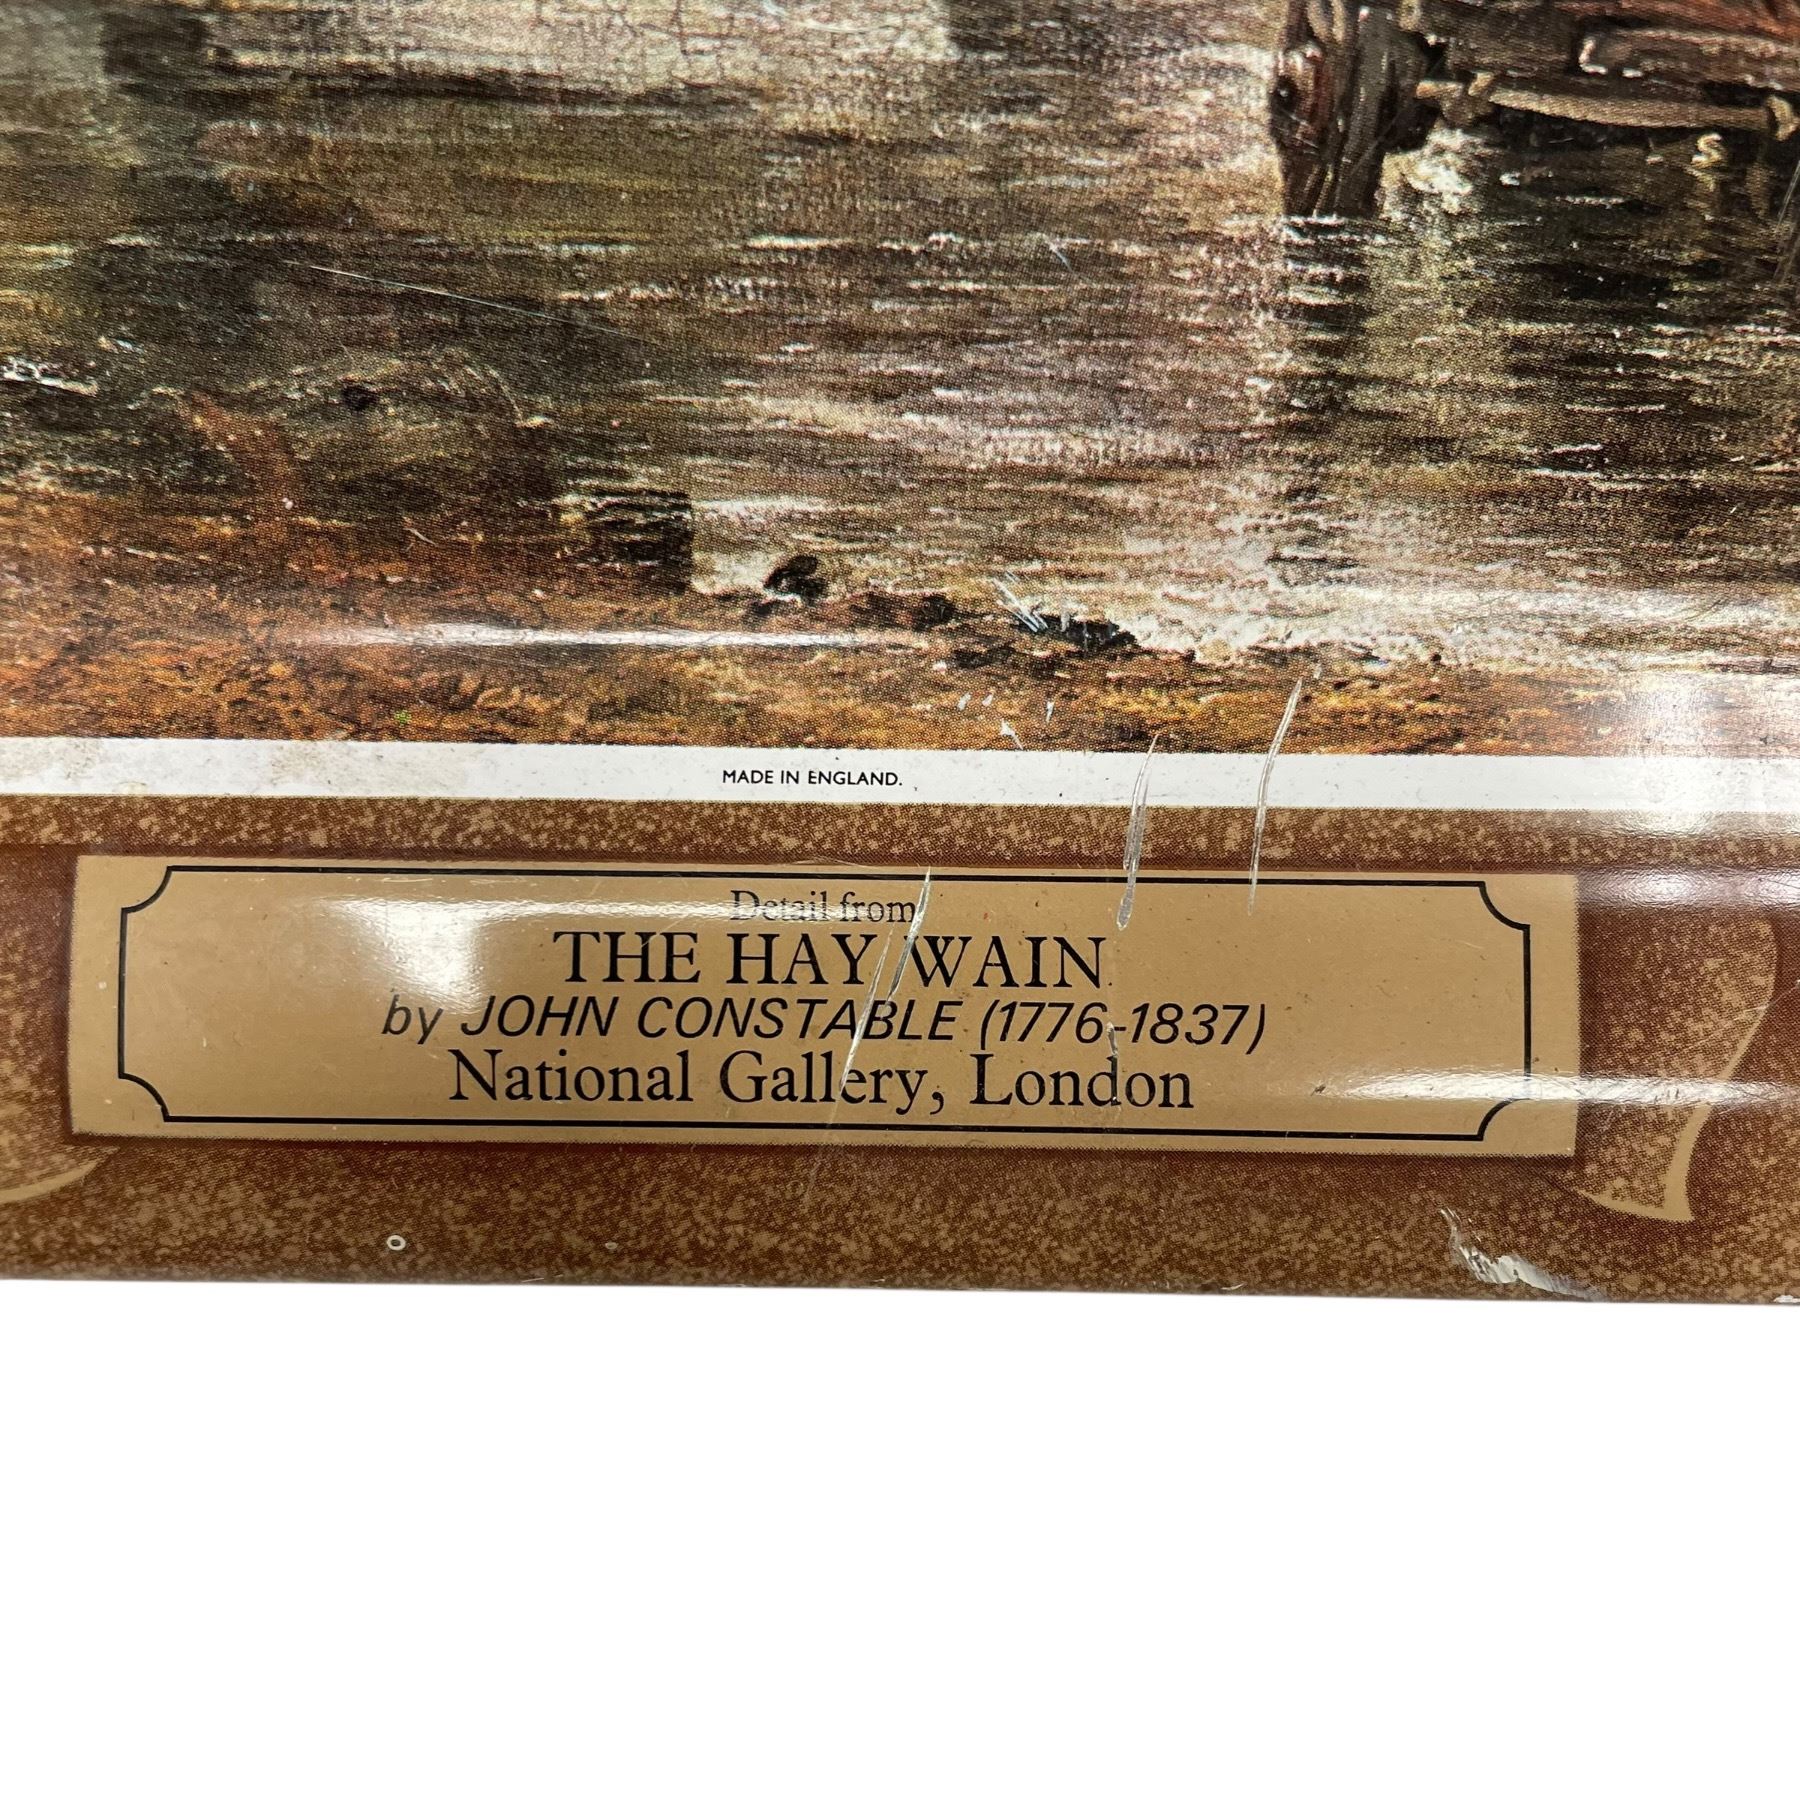 MADE IN ENGLAND.
Detail from
THE HAY WAIN
by JOHN CONSTABLE (1776-1837)
National Gallery, London